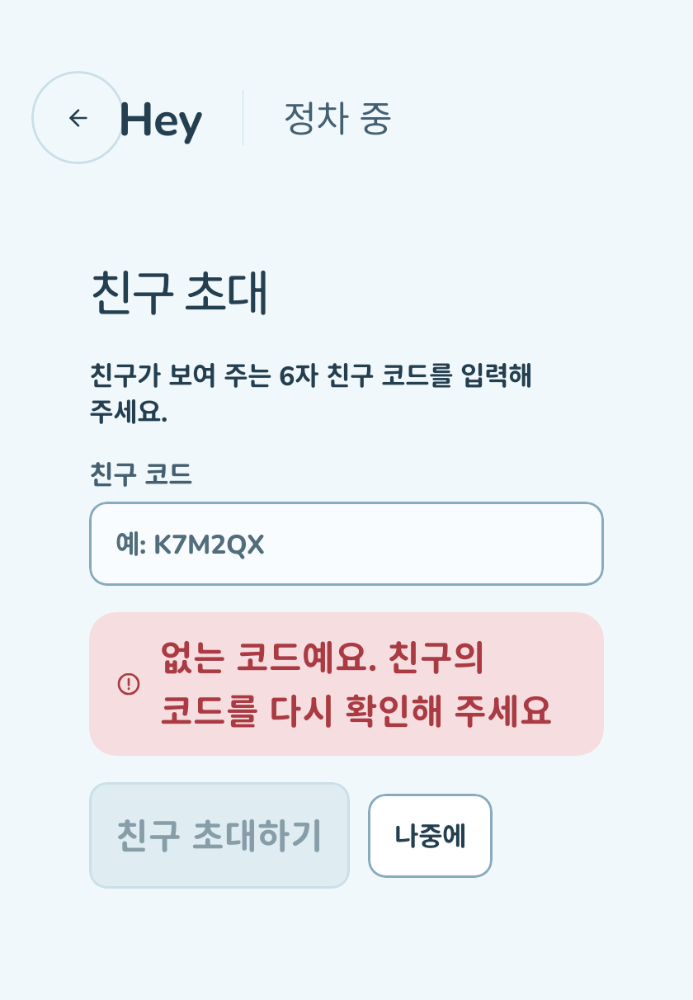 Hey
정차 중
친구 초대
친구가 보여 주는 6자 친구 코드를 입력해
주세요.
친구 코드
예: K7M2QX
없는 코드예요. 친구의
코드를 다시 확인해 주세요
친구 초대하기
나중에